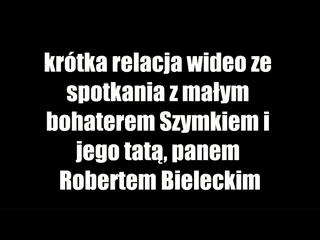 krótka relacja wideo ze
spotkania z małym
bohaterem Szymkiem i
jego tatą, panem
Robertem Bieleckim